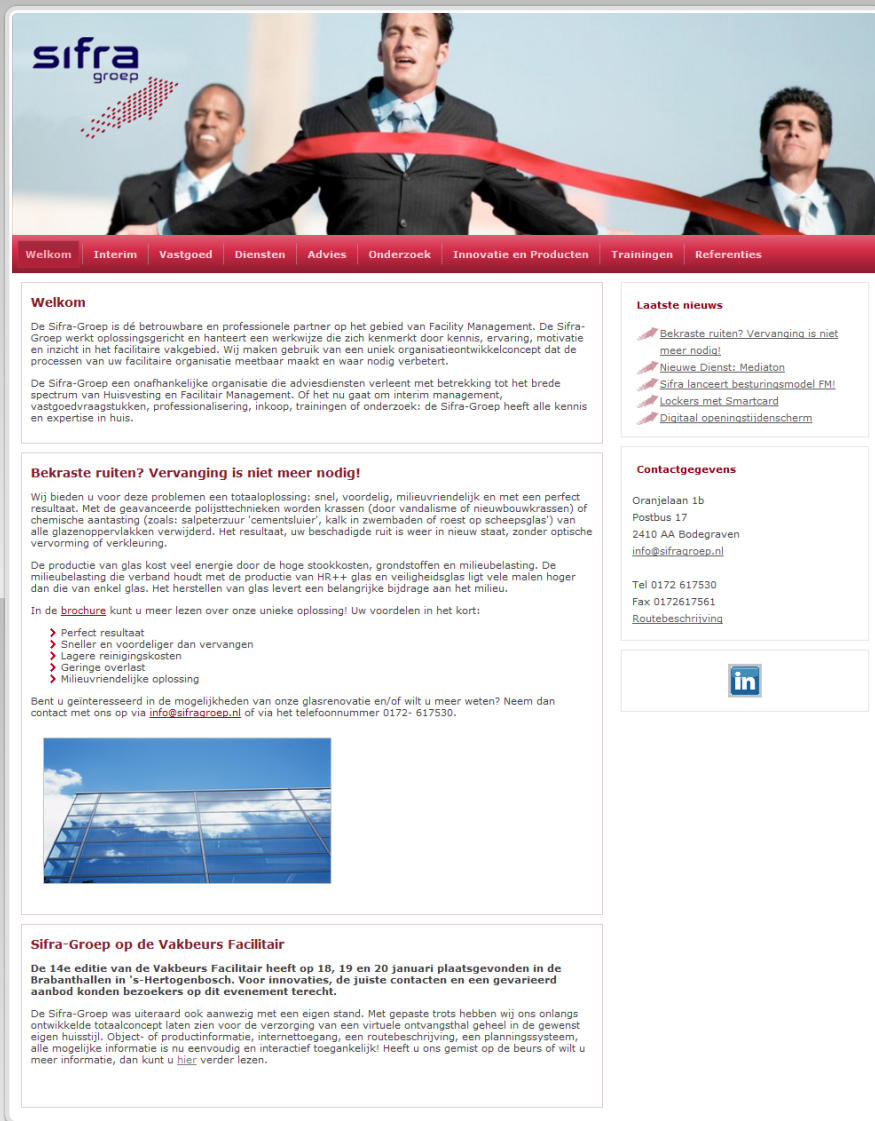 sifra
groep
Welkom
Interim
Vastgoed
Diensten
Advies
Onderzoek
Innovatie en Producten
Trainingen
Referenties
Welkom
De Sifra-Groep is dé betrouwbare en professionele partner op het gebied van Facility Management. De Sifra-
Groep werkt oplossingsgericht en hanteert een werkwijze die zich kenmerkt door kennis, ervaring, motivatie
en inzicht in het facilitaire vakgebied. Wij maken gebruik van een uniek organisatieontwikkelconcept dat de
processen van uw facilitaire organisatie meetbaar maakt en waar nodig verbetert.
De Sifra-Groep een onafhankelijke organisatie die adviesdiensten verleent met betrekking tot het brede
spectrum van Huisvesting en Facilitair Management. Of het nu gaat om interim management,
vastgoedvraagstukken, professionalisering, inkoop, trainingen of onderzoek: de Sifra-Groep heeft alle kennis
en expertise in huis.
Bekraste ruiten? Vervanging is niet meer nodig!
Wij bieden u voor deze problemen een totaaloplossing: snel, voordelig, milieuvriendelijk en met een perfect
resultaat. Met de geavanceerde polijsttechnieken worden krassen (door vandalisme of nieuwbouwkrassen) of
chemische aantasting (zoals: salpeterzuur 'cementsluier', kalk in zwembaden of roest op scheepsglas') van
alle glazenoppervlakken verwijderd. Het resultaat, uw beschadigde ruit is weer in nieuw staat, zonder optische
vervorming of verkleuring.
De productie van glas kost veel energie door de hoge stookkosten, grondstoffen en milieubelasting. De
milieubelasting die verband houdt met de productie van HR++ glas en veiligheidsglas ligt vele malen hoger
dan die van enkel glas. Het herstellen van glas levert een belangrijke bijdrage aan het milieu.
In de brochure kunt u meer lezen over onze unieke oplossing! Uw voordelen in het kort:
Perfect resultaat
Sneller en voordeliger dan vervangen
Lagere reinigingskosten
Geringe overlast
Milieuvriendelijke oplossing
Bent u geïnteresseerd in de mogelijkheden van onze glasrenovatie en/of wilt u meer weten? Neem dan
contact met ons op via info@sifragroep.nl of via het telefoonnummer 0172- 617530.
Sifra-Groep op de Vakbeurs Facilitair
De 14e editie van de Vakbeurs Facilitair heeft op 18, 19 en 20 januari plaatsgevonden in de
Brabanthallen in 's-Hertogenbosch. Voor innovaties, de juiste contacten en een gevarieerd
aanbod konden bezoekers op dit evenement terecht.
De Sifra-Groep was uiteraard ook aanwezig met een eigen stand. Met gepaste trots hebben wij ons onlangs
ontwikkelde totaalconcept laten zien voor de verzorging van een virtuele ontvangsthal geheel in de gewenst
eigen huisstijl. Object- of productinformatie, internettoegang, een routebeschrijving, een planningssysteem,
alle mogelijke informatie is nu eenvoudig en interactief toegankelijk! Heeft u ons gemist op de beurs of wilt u
meer informatie, dan kunt u hier verder lezen.
Laatste nieuws
Bekraste ruiten? Vervanging is niet
meer nodig!
Nieuwe Dienst: Mediaton
Sifra lanceert besturingsmodel FM!
Lockers met Smartcard
Digitaal openingstijdenscherm
Contactgegevens
Oranjelaan 1b
Postbus 17
2410 AA Bodegraven
info@sifragroep.nl
Tel 0172 617530
Fax 0172617561
Routebeschrijving
in